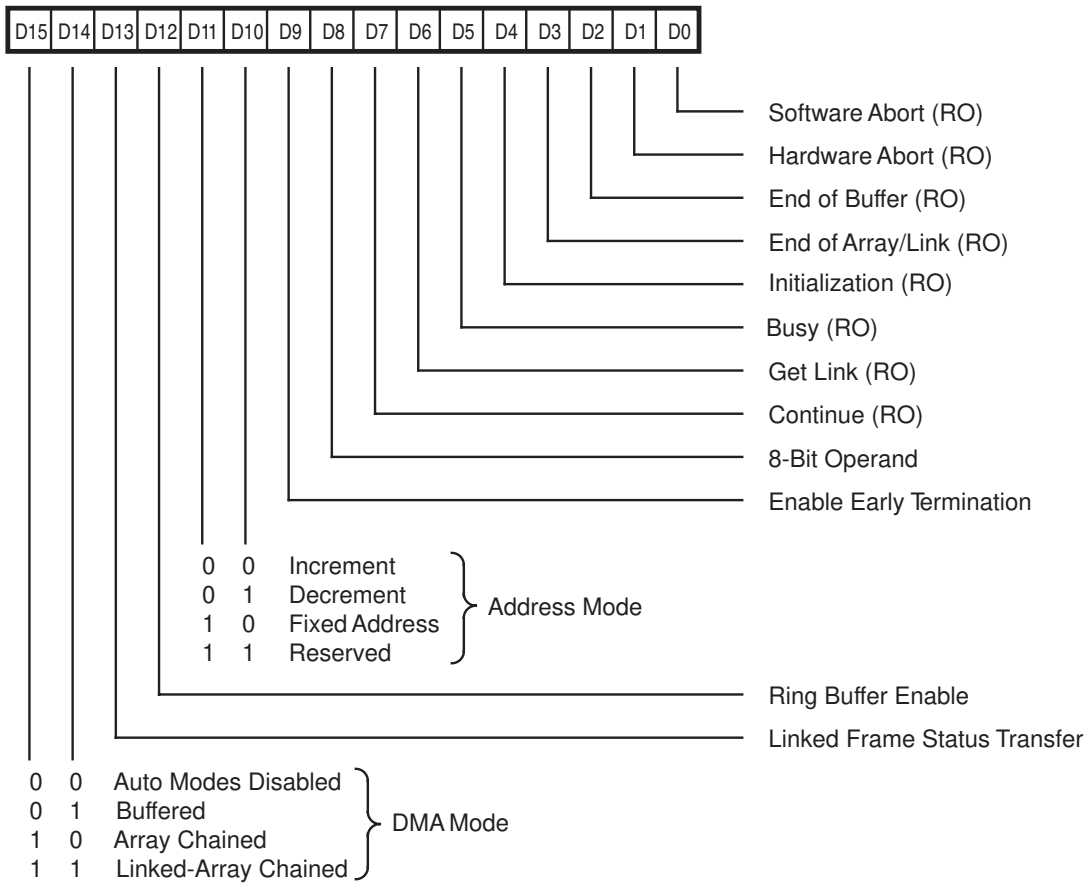 D15 D14 D13 D12 D11 D10 D9 D8 D7 D6 D5 D4 D3 D2 D1 D0
Software Abort (RO)
Hardware Abort (RO)
End of Buffer (RO)
End of Array/Link (RO)
Initialization (RO)
Busy (RO)
Get Link (RO)
Continue (RO)
8-Bit Operand
Enable Early Termination
0 0 Increment
0 1 Decrement
1 0 Fixed Address
1 1 Reserved
Address Mode
Ring Buffer Enable
Linked Frame Status Transfer
0 0 Auto Modes Disabled
0 1 Buffered
1 0 Array Chained
1 1 Linked-Array Chained
DMA Mode